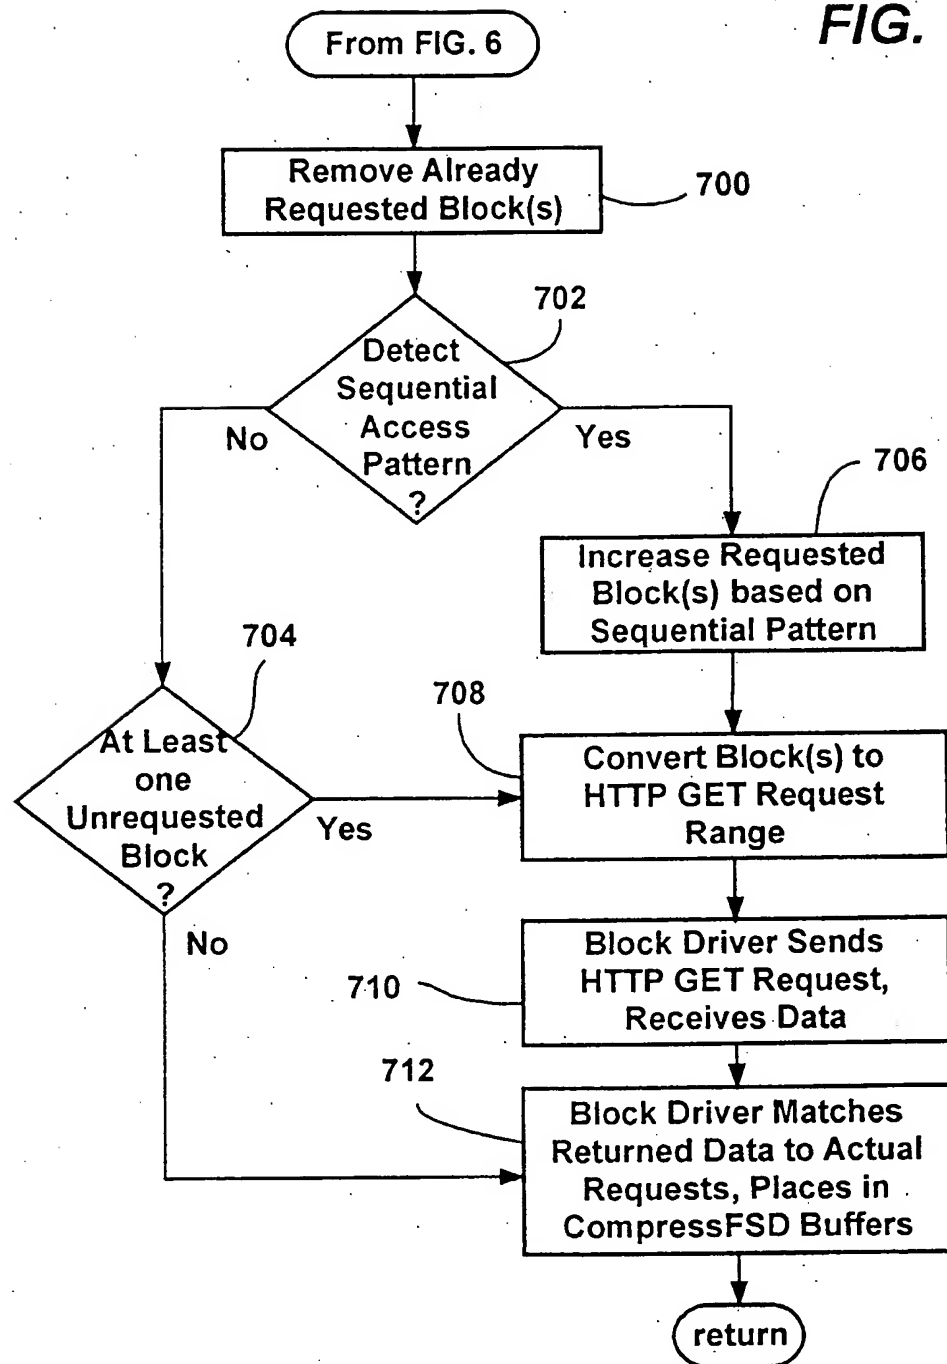 FIG.
From FIG. 6
Remove Already
Requested Block(s)
700
702
Detect
Sequential
Access
Pattern
?
No
Yes
706
Increase Requested
Block(s) based on
Sequential Pattern
704
At Least
one
Unrequested
Block
?
Yes
No
708
Convert Block(s) to
HTTP GET Request
Range
710
Block Driver Sends
HTTP GET Request,
Receives Data
712
Block Driver Matches
Returned Data to Actual
Requests, Places in
CompressFSD Buffers
return